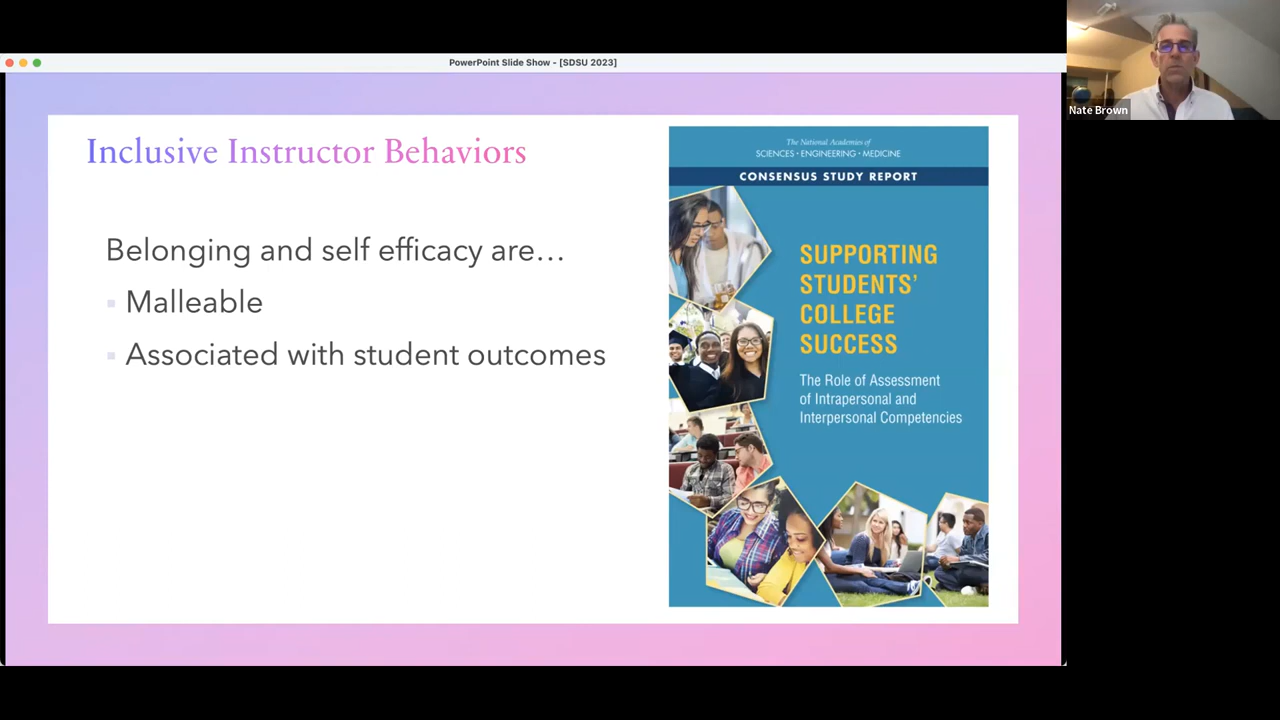 PowerPoint Slide Show - [SDSU 2023]
Nate Brown
Inclusive Instructor Behaviors
Belonging and self efficacy are…
Malleable
Associated with student outcomes
The National Academies of
SCIENCES • ENGINEERING • MEDICINE
CONSENSUS STUDY REPORT
SUPPORTING
STUDENTS’
COLLEGE
SUCCESS
The Role of Assessment
of Intrapersonal and
Interpersonal Competencies